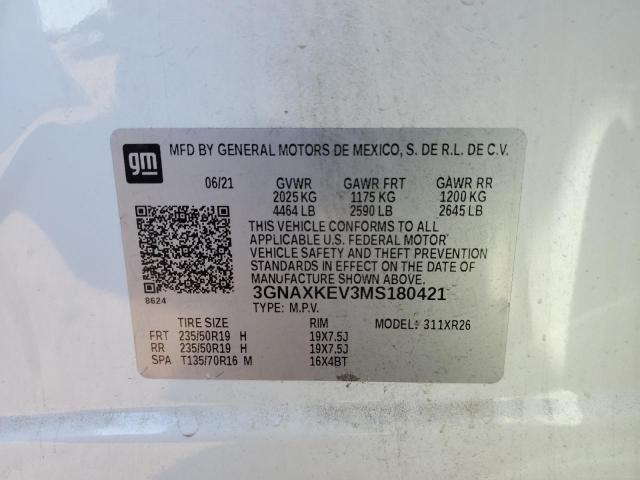 gm
MFD BY GENERAL MOTORS DE MEXICO, S. DE R.L. DE C.V.
06/21 GVWR GAWR FRT GAWR RR
2025 KG 1175 KG 1200 KG
4464 LB 2590 LB 2645 LB
THIS VEHICLE CONFORMS TO ALL
APPLICABLE U.S. FEDERAL MOTOR
VEHICLE SAFETY AND THEFT PREVENTION
STANDARDS IN EFFECT ON THE DATE OF
MANUFACTURE SHOWN ABOVE.
8624 3GNAXKEV3MS180421
TYPE: M.P.V.
TIRE SIZE RIM MODEL: 311XR26
FRT 235/50R19 H 19X7.5J
RR 235/50R19 H 19X7.5J
SPA T135/70R16 M 16X4BT